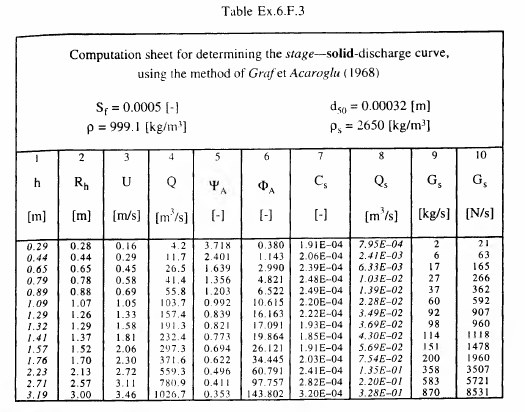 Table Ex.6.F.3
Computation sheet for determining the stage—solid-discharge curve,
using the method of Graf et Acaroglu (1968)
S_f = 0.0005 [-] d_50 = 0.00032 [m]
ρ = 999.1 [kg/m³] ρ_s = 2650 [kg/m³]
1 2 3 4 5 6 7 8 9 10
h R_h U Q Ψ_A Φ_A C_s Q_s G_s G_s
[m] [m] [m/s] [m³/s] [-] [-] [-] [m³/s] [kg/s] [N/s]
0.29 0.28 0.16 4.2 3.718 0.380 1.91E-04 7.95E-04 2 21
0.44 0.44 0.29 11.7 2.401 1.143 2.06E-04 2.41E-03 6 63
0.65 0.65 0.45 26.5 1.639 2.990 2.39E-04 6.33E-03 17 165
0.79 0.78 0.58 41.4 1.356 4.821 2.48E-04 1.03E-02 27 266
0.89 0.88 0.69 55.8 1.203 6.522 2.49E-04 1.39E-02 37 362
1.09 1.07 1.05 103.7 0.992 10.615 2.20E-04 2.28E-02 60 592
1.29 1.26 1.33 157.4 0.839 16.163 2.22E-04 3.49E-02 92 907
1.32 1.29 1.58 191.3 0.821 17.091 1.93E-04 3.69E-02 98 960
1.41 1.37 1.81 232.4 0.773 19.864 1.85E-04 4.30E-02 114 1118
1.57 1.52 2.06 297.3 0.694 26.121 1.91E-04 5.69E-02 151 1478
1.76 1.70 2.30 371.6 0.622 34.445 2.03E-04 7.54E-02 200 1960
2.23 2.13 2.72 559.3 0.496 60.791 2.41E-04 1.35E-01 358 3507
2.71 2.57 3.11 780.9 0.411 97.757 2.82E-04 2.20E-01 583 5721
3.19 3.00 3.46 1026.7 0.353 143.802 3.20E-04 3.28E-01 870 8531